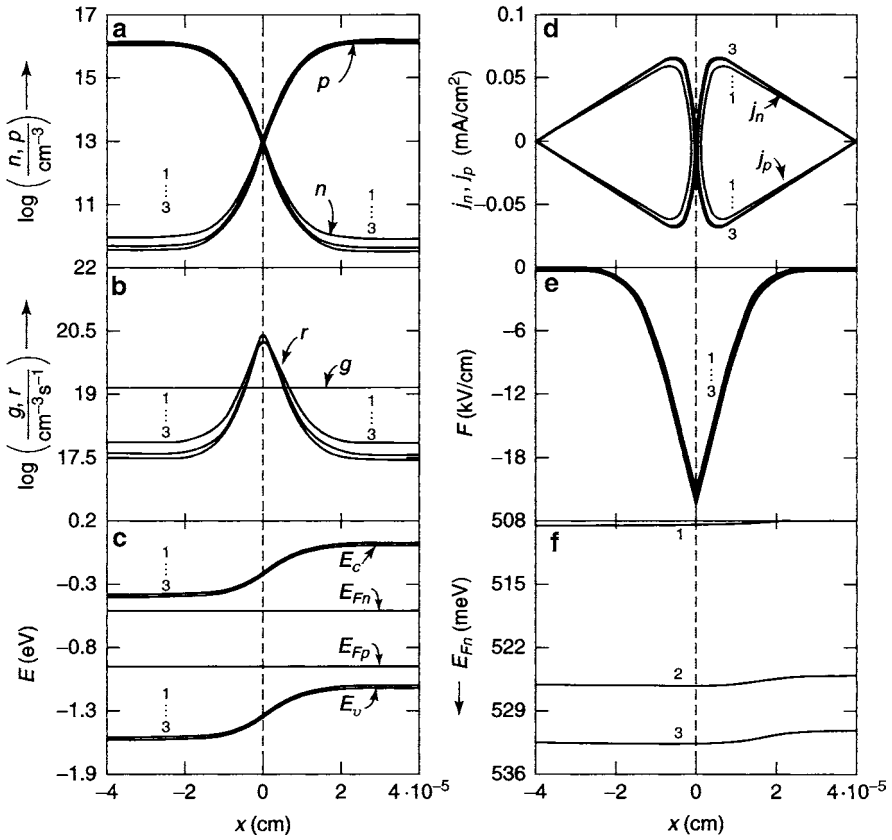 a
17
15
13
11
log (n, p / cm⁻³)
1
3
p
n
1
3
b
22
20.5
19
17.5
log (g, r / cm⁻³s⁻¹)
r
g
1
3
1
3
c
0.2
−0.3
−0.8
−1.3
−1.9
E (eV)
1
3
E_c
E_Fn
E_Fp
1
3
E_υ
−4 −2 0 2 4
x (cm)
d
0.1
0.05
0
−0.05
−0.1
j_n, j_p (mA/cm²)
3
1
j_n
j_p
1
3
e
0
−6
−12
−18
F (kV/cm)
1
3
f
508
515
522
529
536
E_Fn (meV)
1
2
3
−4 −2 0 2 4·10⁻⁵
x (cm)